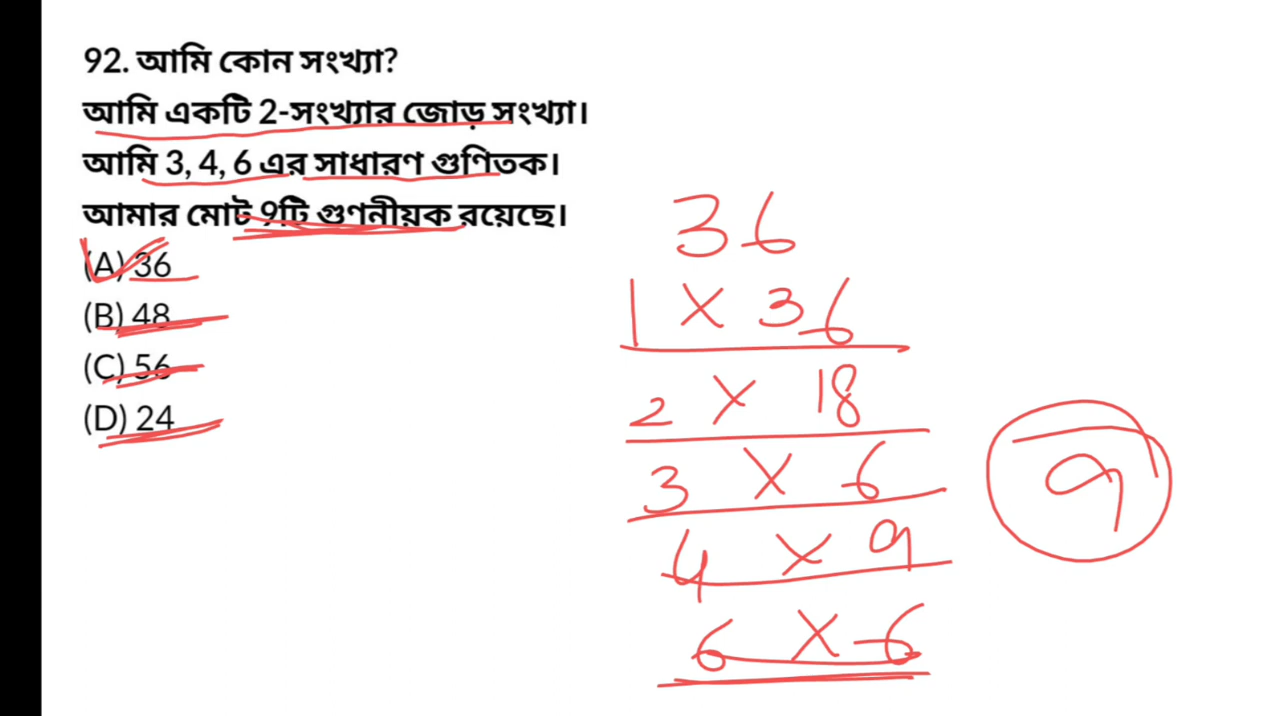 92. আমি কোন সংখ্যা?
আমি একটি 2-সংখ্যার জোড় সংখ্যা।
আমি 3, 4, 6 এর সাধারণ গুণিতক।
আমার মোট 9টি গুণনীয়ক রয়েছে।
(A) 36
(B) 48
(C) 56
(D) 24
36
1 X 36
2 X 18
3 X 6
4 X 9
6 X 6
9